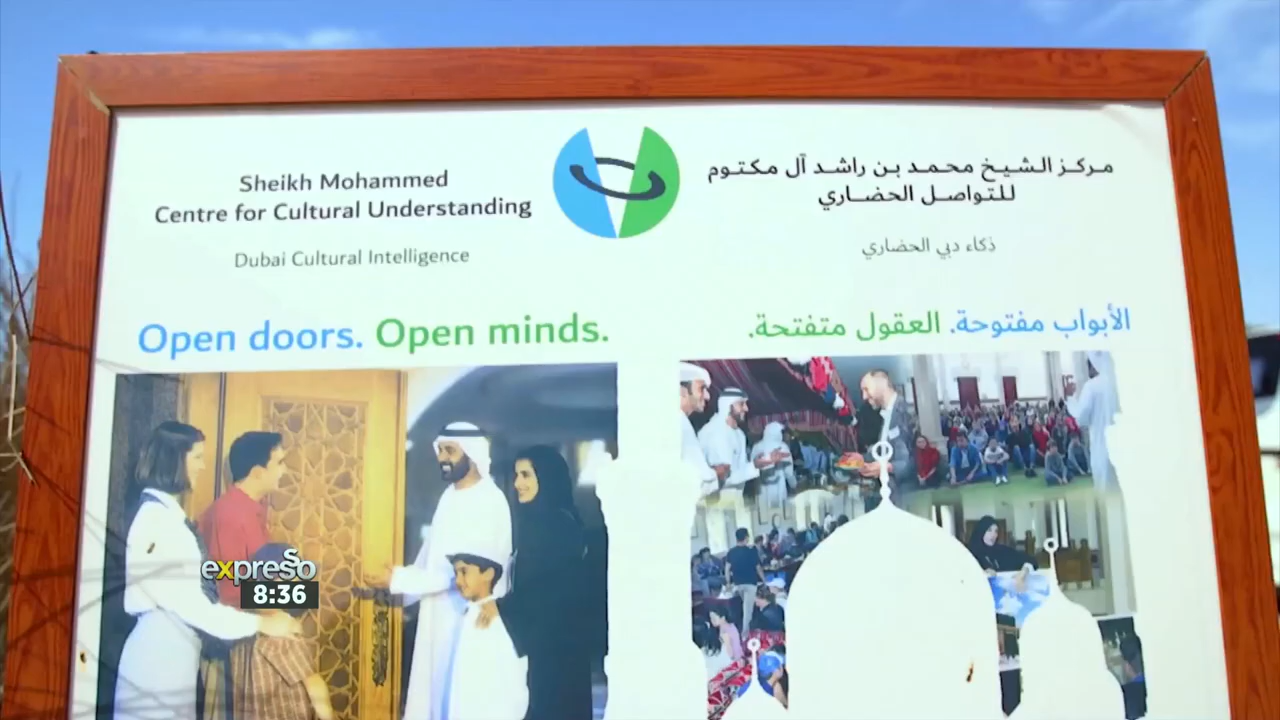 Sheikh Mohammed
Centre for Cultural Understanding
Dubai Cultural Intelligence
مركز الشيخ محمد بن راشد آل مكتوم
للتواصل الحضاري
ذكاء دبي الحضاري
Open doors. Open minds.
الأبواب مفتوحة. العقول متفتحة.
expresso
8:36